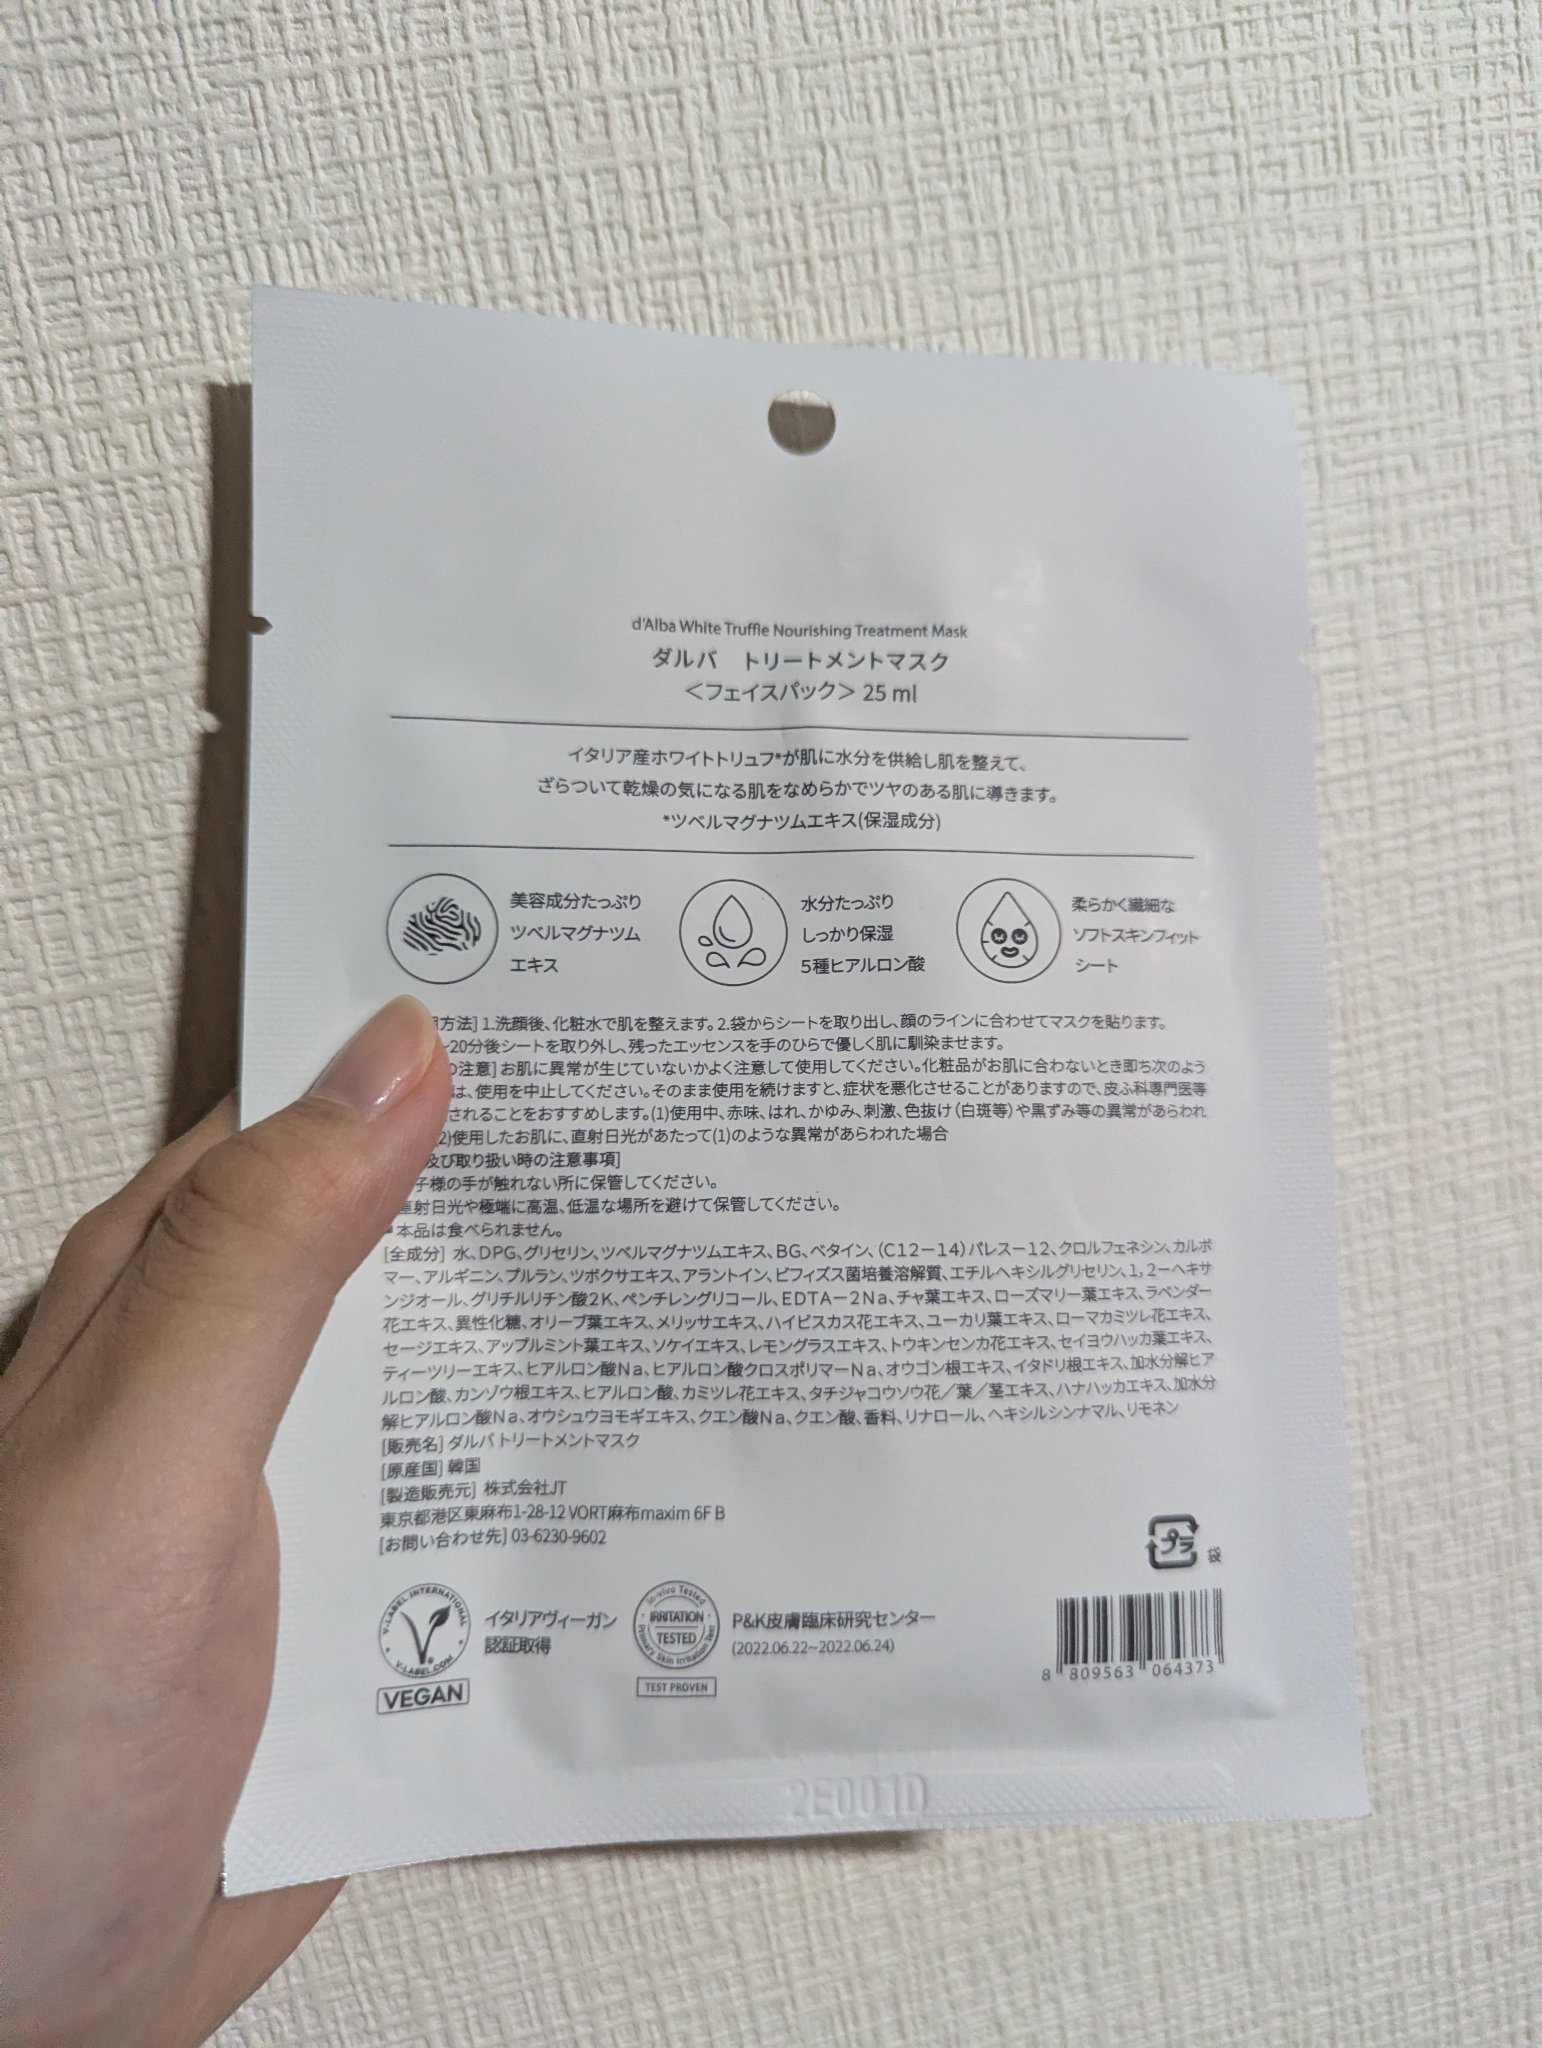 d'Alba White Truffle Nourishing Treatment Mask
ダルバ　トリートメントマスク
＜フェイスパック＞ 25 ml
イタリア産ホワイトトリュフ*が肌に水分を供給し肌を整えて、
ざらついて乾燥の気になる肌をなめらかでツヤのある肌に導きます。
*ツベルマグナツムエキス(保湿成分)
美容成分たっぷり
ツベルマグナツム
エキス
水分たっぷり
しっかり保湿
5種ヒアルロン酸
柔らかく繊細な
ソフトスキンフィット
シート
方法] 1.洗顔後、化粧水で肌を整えます。2.袋からシートを取り出し、顔のラインに合わせてマスクを貼ります。
~20分後シートを取り外し、残ったエッセンスを手のひらで優しく肌に馴染ませます。
の注意] お肌に異常が生じていないかよく注意して使用してください。化粧品がお肌に合わないとき即ち次のよう
は、使用を中止してください。そのまま使用を続けますと、症状を悪化させることがありますので、皮ふ科専門医等
されることをおすすめします。(1)使用中、赤味、はれ、かゆみ、刺激、色抜け(白斑等)や黒ずみ等の異常があらわれ
2)使用したお肌に、直射日光があたって(1)のような異常があらわれた場合
及び取り扱い時の注意事項]
子様の手が触れない所に保管してください。
直射日光や極端に高温、低温な場所を避けて保管してください。
本品は食べられません。
[全成分] 水、DPG、グリセリン、ツベルマグナツムエキス、BG、ベタイン、(C12－14)パレスー12、クロルフェネシン、カルボ
マー、アルギニン、プルラン、ツボクサエキス、アラントイン、ビフィズス菌培養溶解質、エチルヘキシルグリセリン、1，2－ヘキサ
ンジオール、グリチルリチン酸2K、ペンチレングリコール、EDTA－2Na、チャ葉エキス、ローズマリー葉エキス、ラベンダー
花エキス、異性化糖、オリーブ葉エキス、メリッサエキス、ハイビスカス花エキス、ユーカリ葉エキス、ローマカミツレ花エキス、
セージエキス、アップルミント葉エキス、ソケイエキス、レモングラスエキス、トウキンセンカ花エキス、セイヨウハッカ葉エキス、
ティーツリーエキス、ヒアルロン酸Na、ヒアルロン酸クロスポリマーNa、オウゴン根エキス、イタドリ根エキス、加水分解ヒア
ルロン酸、カンゾウ根エキス、ヒアルロン酸、カミツレ花エキス、タチジャコウソウ花／葉／茎エキス、ハナハッカエキス、加水分
解ヒアルロン酸Na、オウシュウヨモギエキス、クエン酸Na、クエン酸、香料、リナロール、ヘキシルシンナマル、リモネン
[販売名] ダルバトリートメントマスク
[原産国] 韓国
[製造販売元] 株式会社JT
東京都港区東麻布1-28-12 VORT麻布maxim 6F B
[お問い合わせ先] 03-6230-9602
プラ
袋
V-LABEL INTERNATIONAL
V-LABEL.COM
VEGAN
イタリアヴィーガン
認証取得
In-vivo Tested
IRRITATION
TESTED
Primary Skin Irritation Test
TEST PROVEN
P&K皮膚臨床研究センター
(2022.06.22~2022.06.24)
8 809563 064373
2E001D